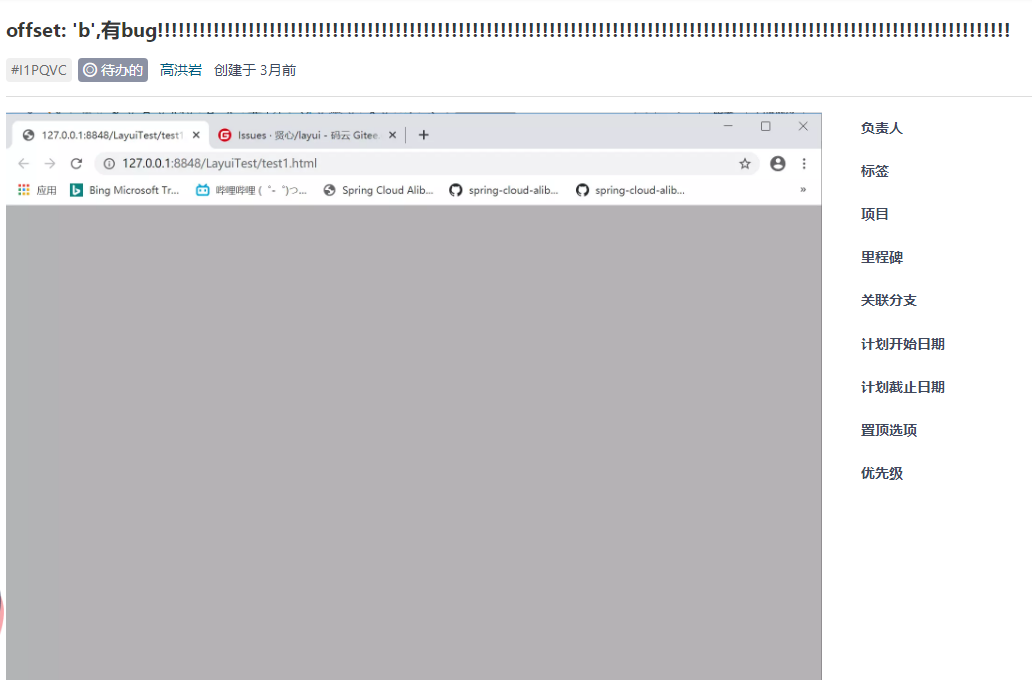 offset: 'b',有bug!!!!!!!!!!!!!!!!!!!!!!!!!!!!!!!!!!!!!!!!!!!!!!!!!!!!!!!!!!!!!!!!!!!!!!!!!!!!!!!!!!!!!!!!!!!!!!!!!!!!!!!!!!!!!!!!!!!!!!!!!!
#I1PQVC 待办的 高洪岩 创建于 3月前
127.0.0.1:8848/LayuiTest/test1 Issues · 贤心/layui - 码云 Gitee
127.0.0.1:8848/LayuiTest/test1.html
应用 Bing Microsoft Tr... 哔哩哔哩 ( ゜- ゜)つ... Spring Cloud Alib... spring-cloud-alib... spring-cloud-alib... »
负责人
标签
项目
里程碑
关联分支
计划开始日期
计划截止日期
置顶选项
优先级